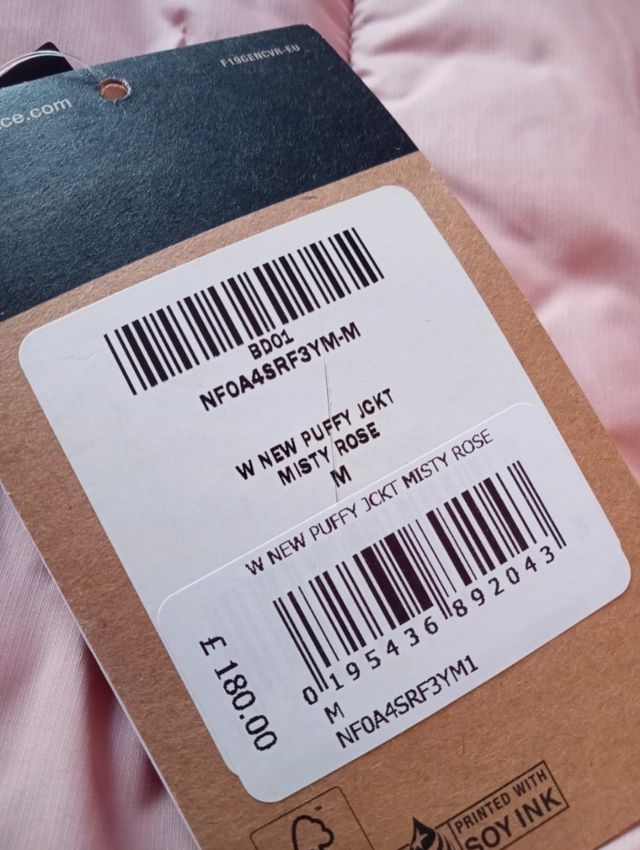 F19GENCVR-EU
ce.com
BD01
NF0A4SRF3YM-M
W NEW PUFFY JCKT
MISTY ROSE
M
W NEW PUFFY JCKT MISTY ROSE
£ 180.00
0 195436 892043
M
NF0A4SRF3YM1
PRINTED WITH
SOY INK